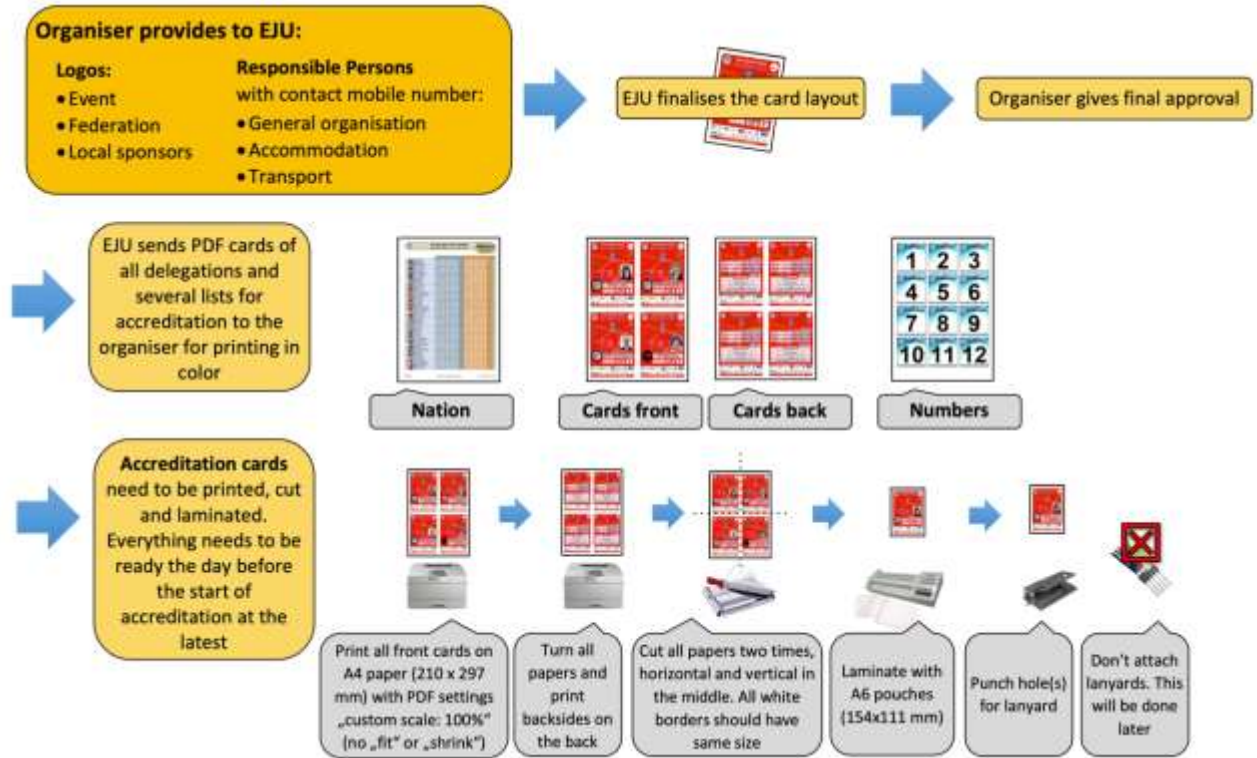 Organiser provides to EJU:
Logos:
• Event
• Federation
• Local sponsors
Responsible Persons
with contact mobile number:
• General organisation
• Accommodation
• Transport
EJU finalises the card layout
Organiser gives final approval
EJU sends PDF cards of
all delegations and
several lists for
accreditation to the
organiser for printing in
color
Nation
Cards front
Cards back
1 2 3
4 5 6
7 8 9
10 11 12
Numbers
Accreditation cards
need to be printed, cut
and laminated.
Everything needs to be
ready the day before
the start of
accreditation at the
latest
Print all front cards on
A4 paper (210 x 297
mm) with PDF settings
„custom scale: 100%"
(no „fit" or „shrink")
Turn all
papers and
print
backsides on
the back
Cut all papers two times,
horizontal and vertical in
the middle. All white
borders should have
same size
Laminate with
A6 pouches
(154x111 mm)
Punch hole(s)
for lanyard
Don't attach
lanyards. This
will be done
later